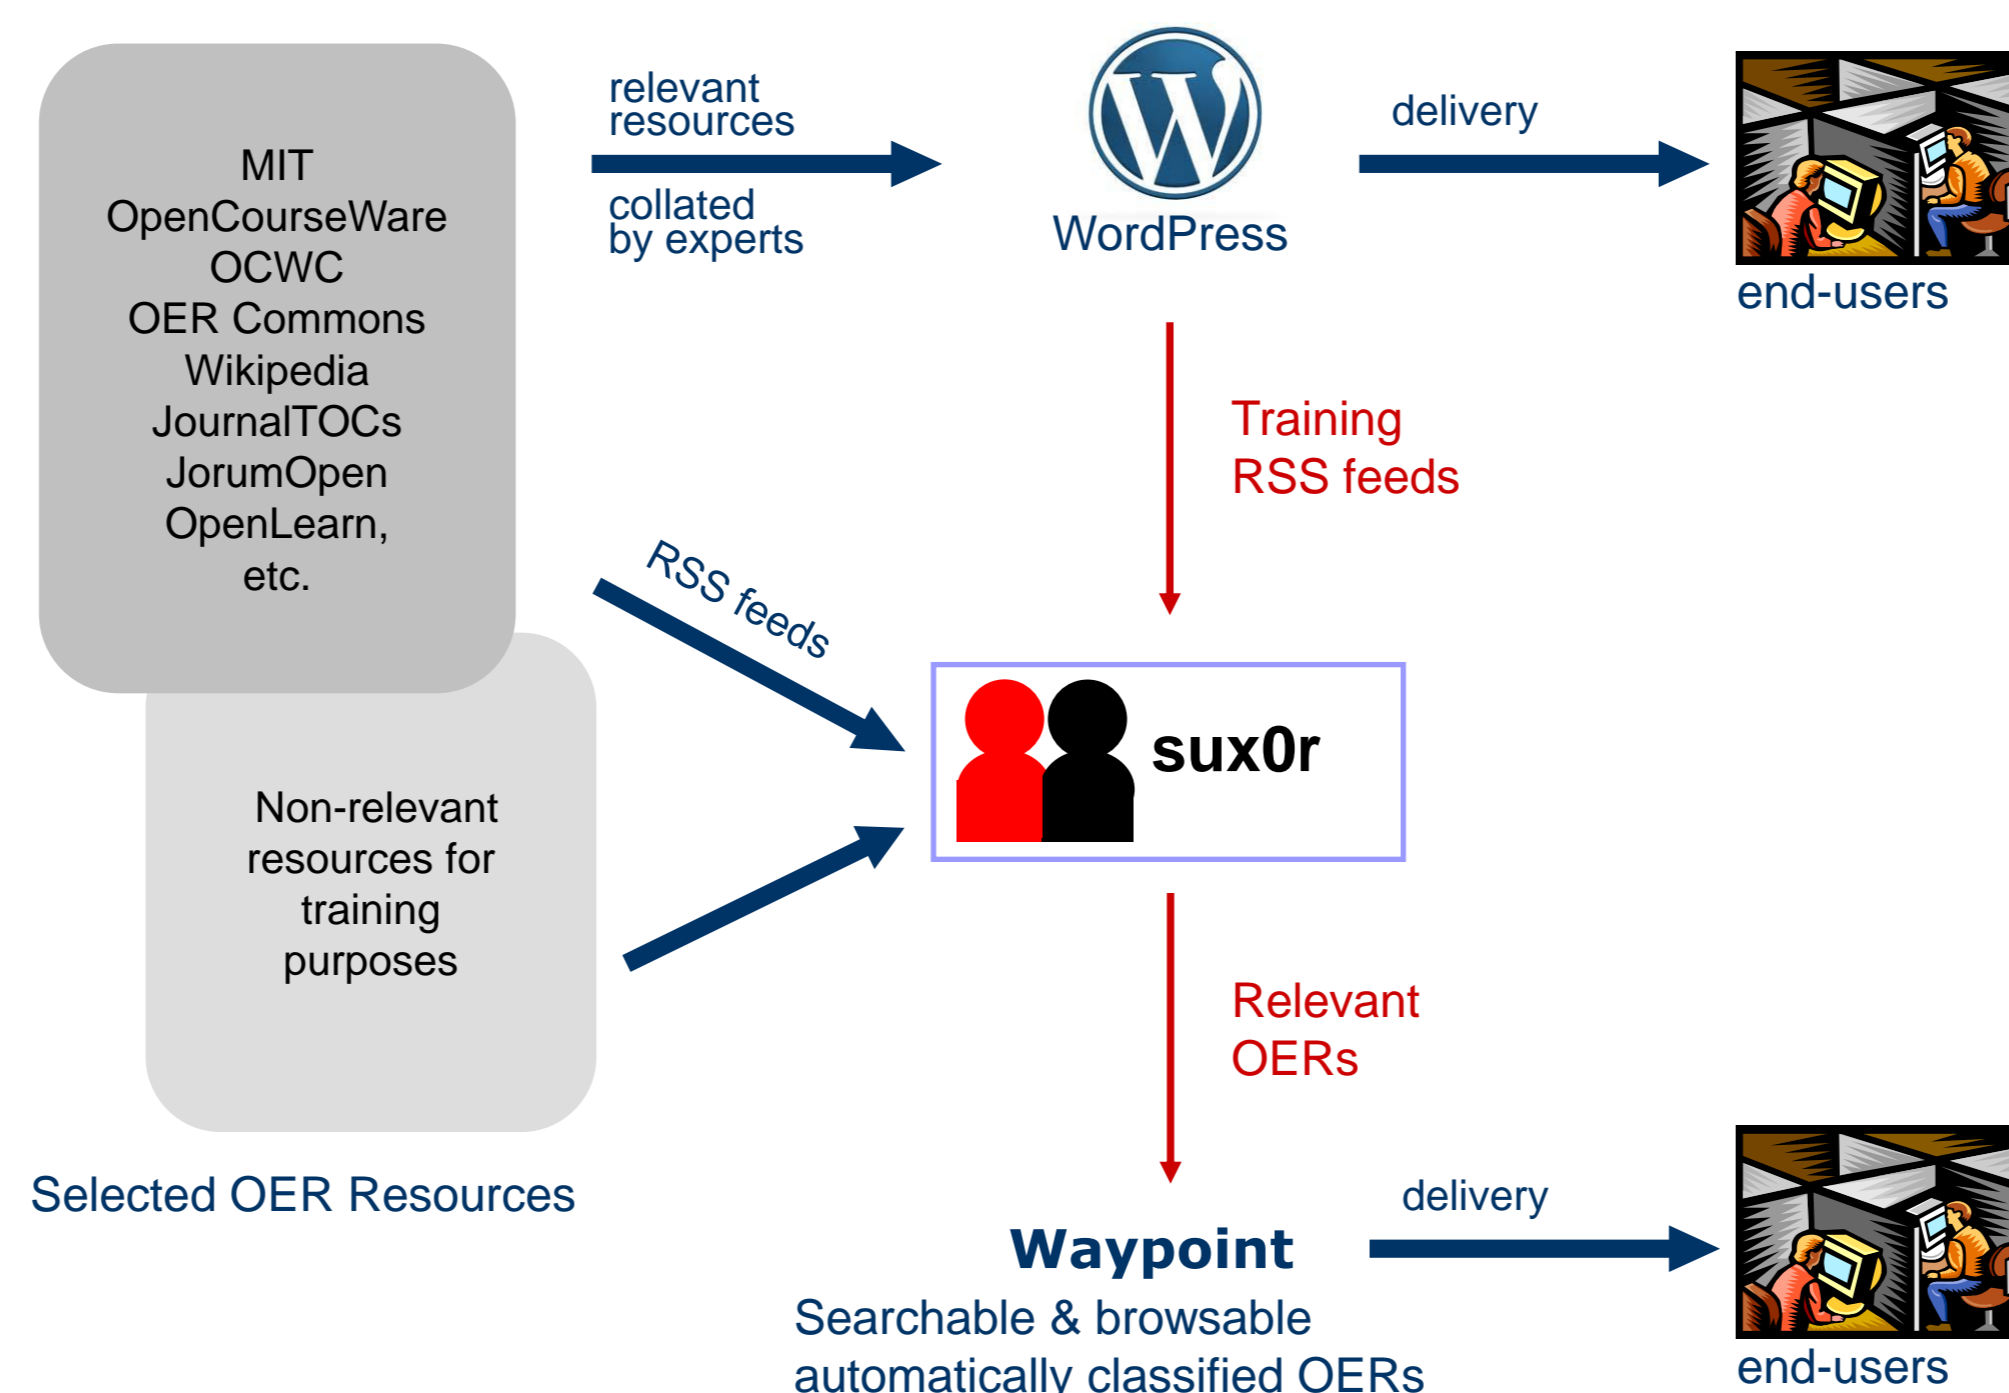 MIT
OpenCourseWare
OCWC
OER Commons
Wikipedia
JournalTOCs
JorumOpen
OpenLearn,
etc.
Non-relevant
resources for
training
purposes
Selected OER Resources
relevant
resources
collated
by experts
WordPress
delivery
end-users
Training
RSS feeds
RSS feeds
sux0r
Relevant
OERs
Waypoint
Searchable & browsable
automatically classified OERs
delivery
end-users